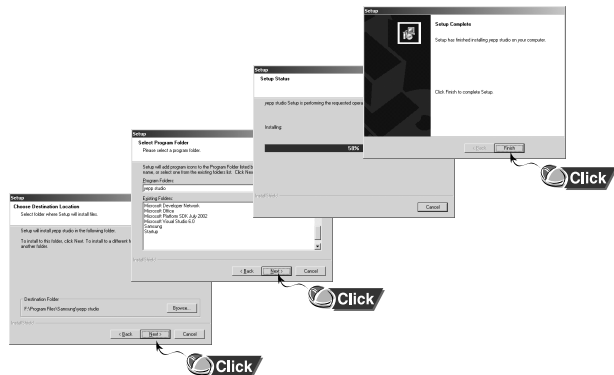 Setup
Choose Destination Location
Select folder where Setup will install files.
Setup will install yepp studio in the following folder.
To install to this folder, click Next. To install to a different f
another folder.
Destination Folder
F:\Program Files\Samsung\yepp studio
Browse...
InstallShield
< Back
Next >
Cancel
Click
Setup
Select Program Folder
Please select a program folder.
Setup will add program icons to the Program Folder listed b
name, or select one from the existing folders list. Click Nex
Program Folders:
yepp studio
Existing Folders:
Microsoft Developer Network
Microsoft Office
Microsoft Platform SDK July 2002
Microsoft Visual Studio 6.0
Samsung
Startup
InstallShield
< Back
Next >
Cancel
Click
Setup
Setup Status
yepp studio Setup is performing the requested opera
Installing:
58%
InstallShield
Cancel
Setup
Setup Complete
Setup has finished installing yepp studio on your computer.
Click Finish to complete Setup.
< Back
Finish
Click